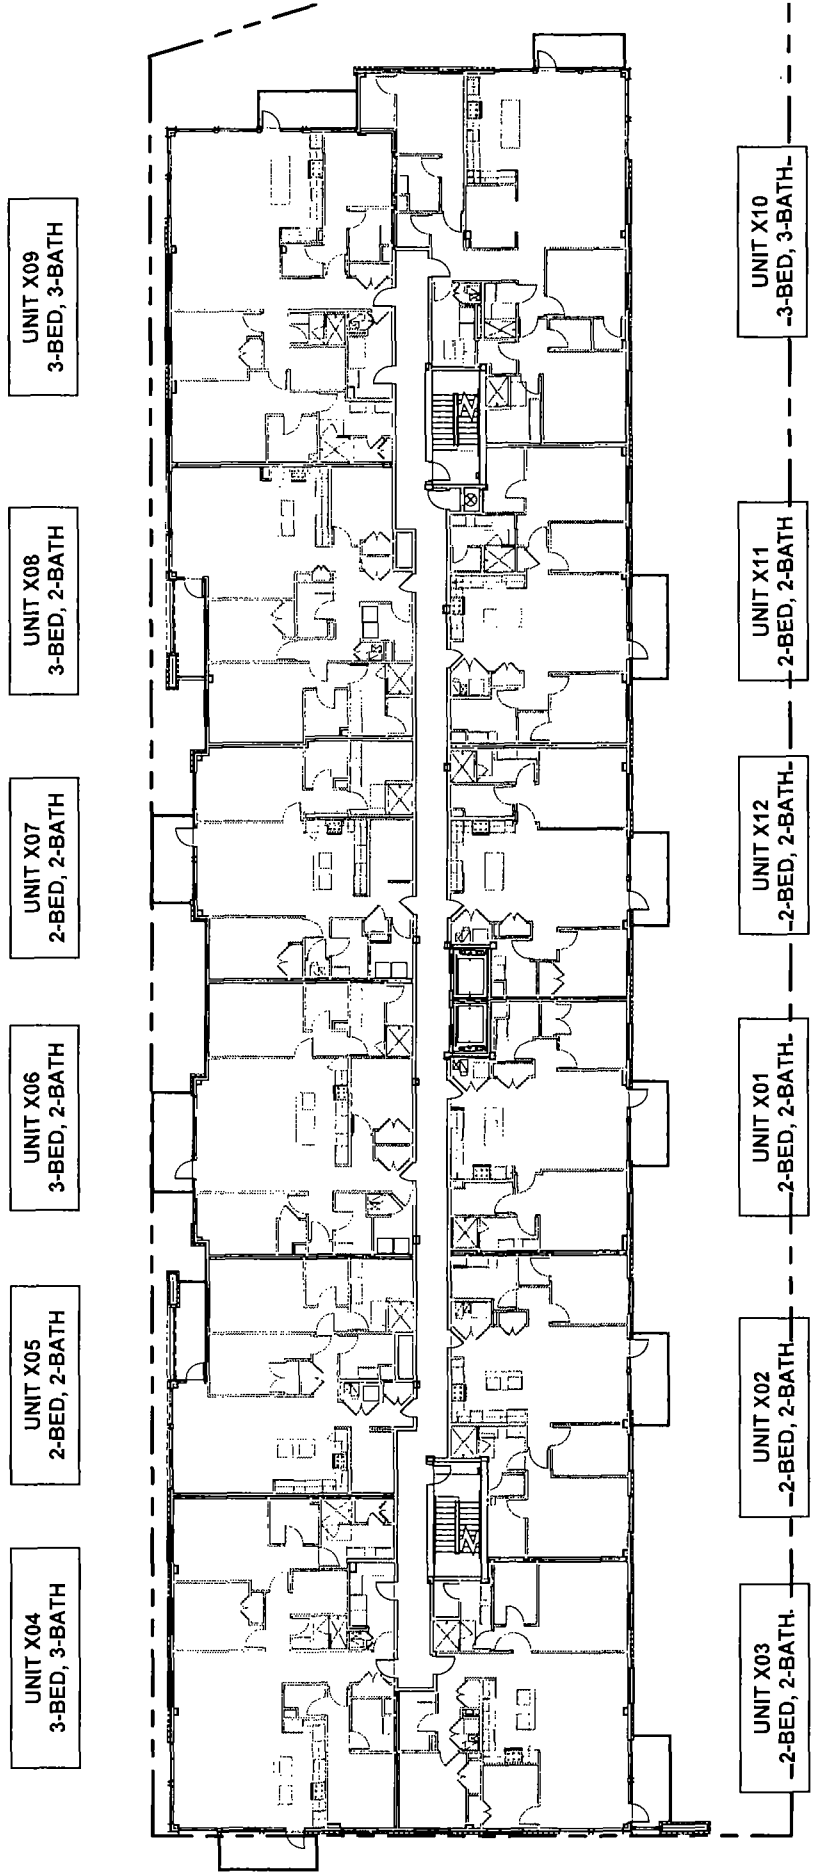 UNIT X09
3-BED, 3-BATH
UNIT X08
3-BED, 2-BATH
UNIT X07
2-BED, 2-BATH
UNIT X06
3-BED, 2-BATH
UNIT X05
2-BED, 2-BATH
UNIT X04
3-BED, 3-BATH
UNIT X10
3-BED, 3-BATH
UNIT X11
2-BED, 2-BATH
UNIT X12
2-BED, 2-BATH
UNIT X01
2-BED, 2-BATH
UNIT X02
2-BED, 2-BATH
UNIT X03
2-BED, 2-BATH